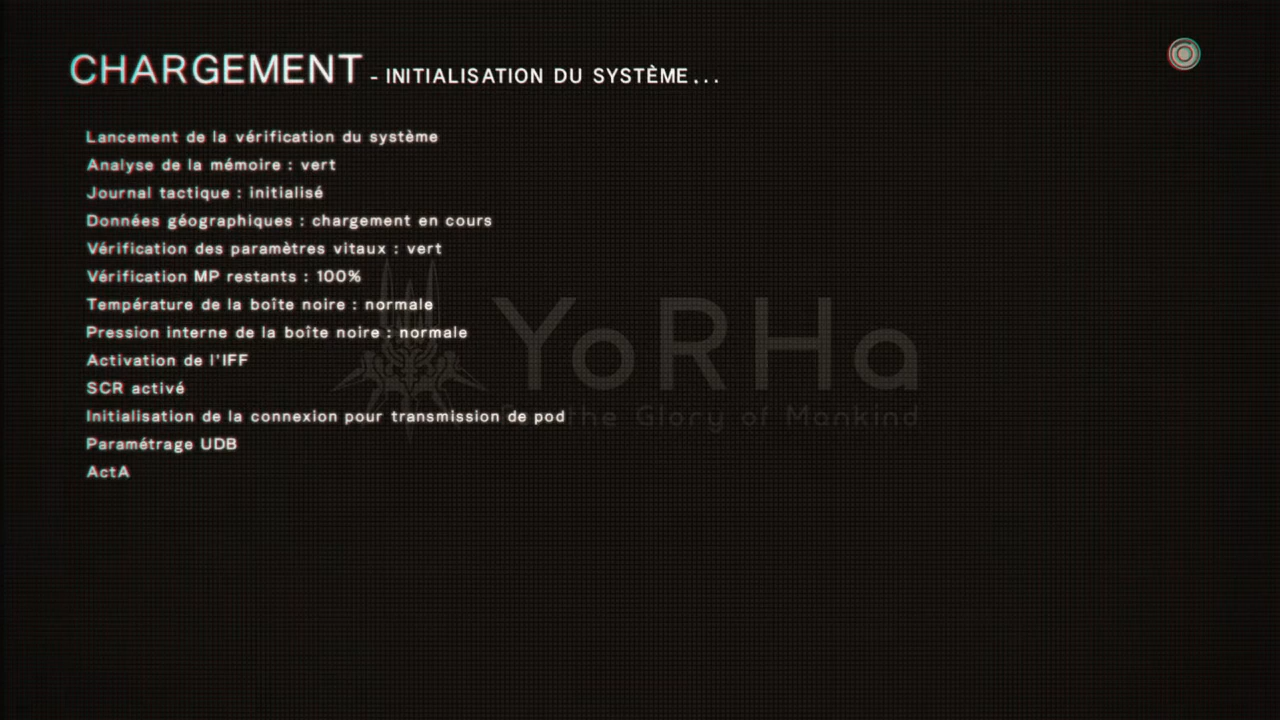 CHARGEMENT - INITIALISATION DU SYSTÈME...
Lancement de la vérification du système
Analyse de la mémoire : vert
Journal tactique : initialisé
Données géographiques : chargement en cours
Vérification des paramètres vitaux : vert
Vérification MP restants : 100%
Température de la boîte noire : normale
Pression interne de la boîte noire : normale
Activation de l'IFF
SCR activé
Initialisation de la connexion pour transmission de pod
Paramétrage UDB
ActA
YoRHa
the Glory of Mankind